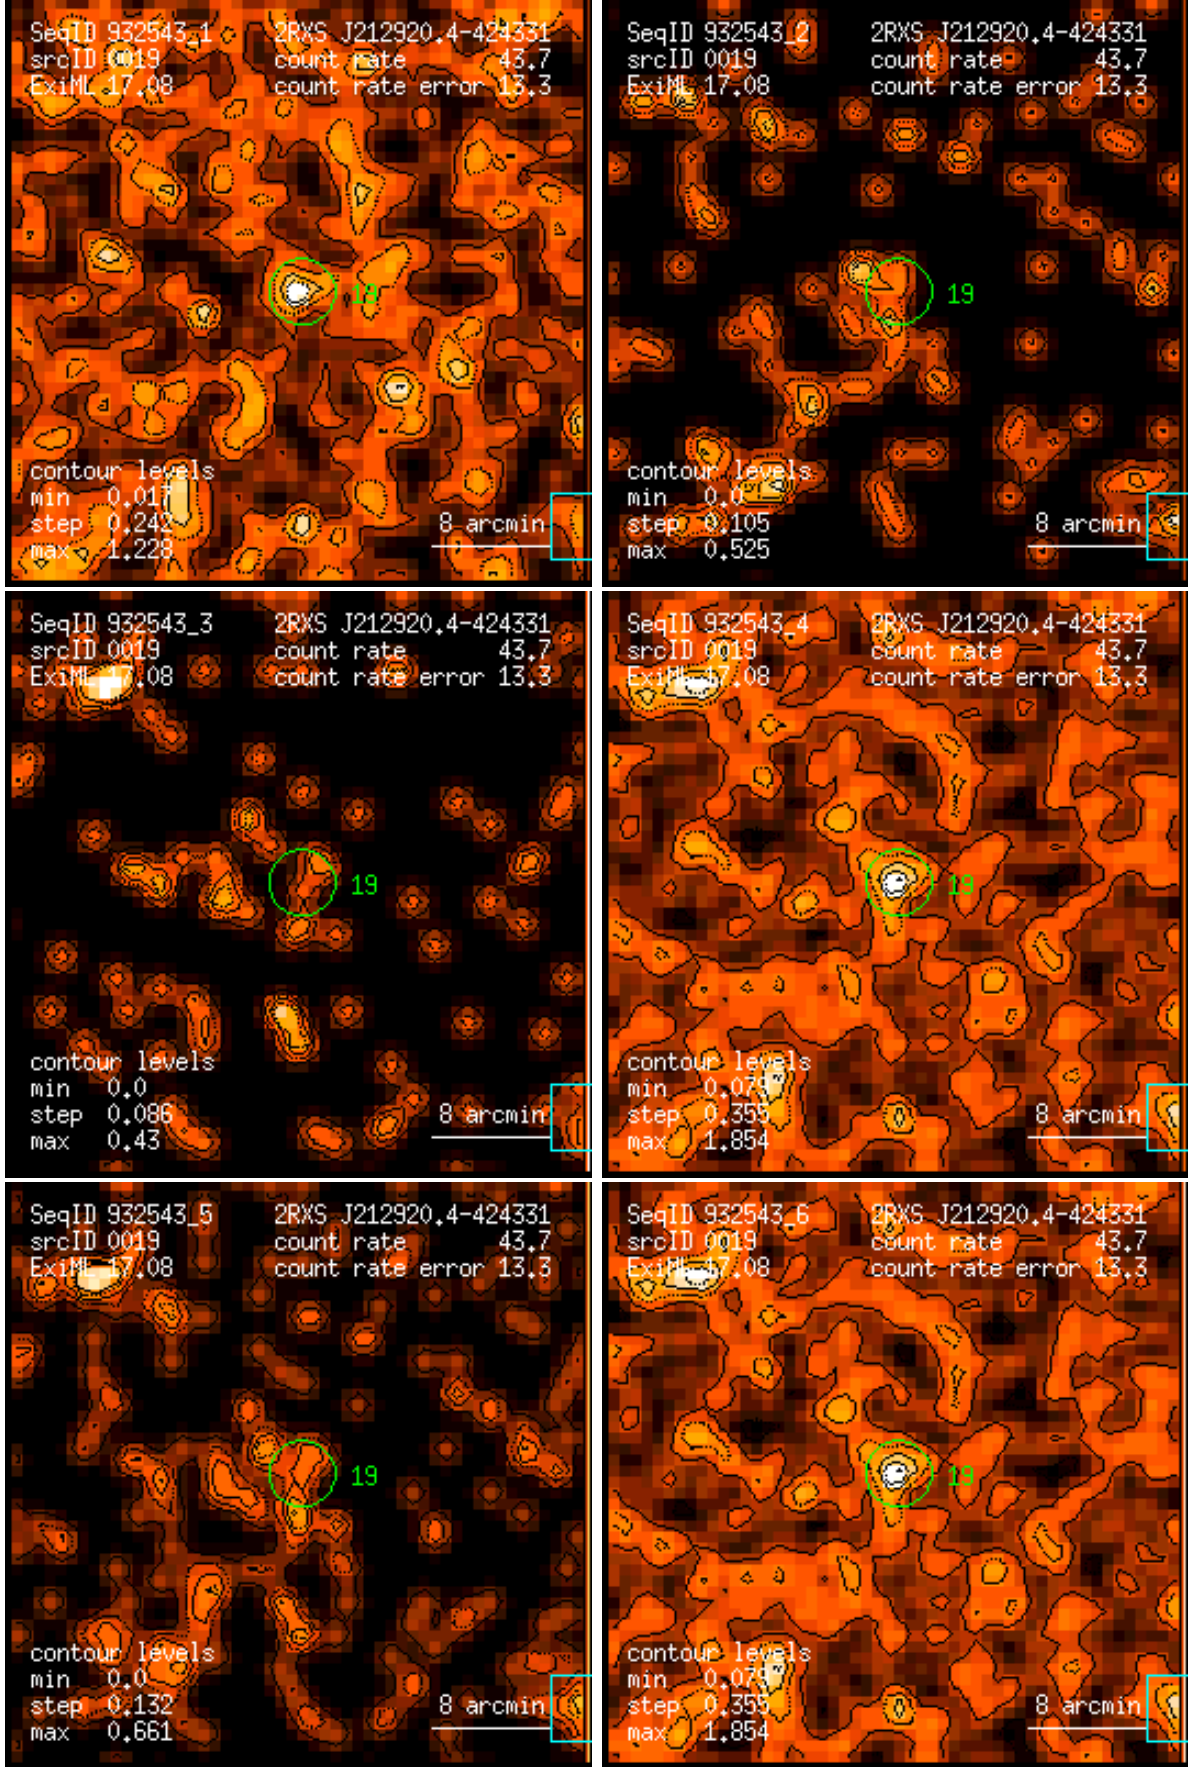 SeqID 932543_1 2RXS J212920.4-424331
srcID 0019 count rate 43.7
ExiML 17.08 count rate error 13.3
19
contour levels
min 0.017
step 0.242
max 1.228
8 arcmin
SeqID 932543_2 2RXS J212920.4-424331
srcID 0019 count rate 43.7
ExiML 17.08 count rate error 13.3
19
contour levels
min 0.0
step 0.105
max 0.525
8 arcmin
SeqID 932543_3 2RXS J212920.4-424331
srcID 0019 count rate 43.7
ExiML 17.08 count rate error 13.3
19
contour levels
min 0.0
step 0.086
max 0.43
8 arcmin
SeqID 932543_4 2RXS J212920.4-424331
srcID 0019 count rate 43.7
ExiML 17.08 count rate error 13.3
19
contour levels
min 0.079
step 0.355
max 1.854
8 arcmin
SeqID 932543_5 2RXS J212920.4-424331
srcID 0019 count rate 43.7
ExiML 17.08 count rate error 13.3
19
contour levels
min 0.0
step 0.132
max 0.661
8 arcmin
SeqID 932543_6 2RXS J212920.4-424331
srcID 0019 count rate 43.7
ExiML 17.08 count rate error 13.3
19
contour levels
min 0.079
step 0.355
max 1.854
8 arcmin